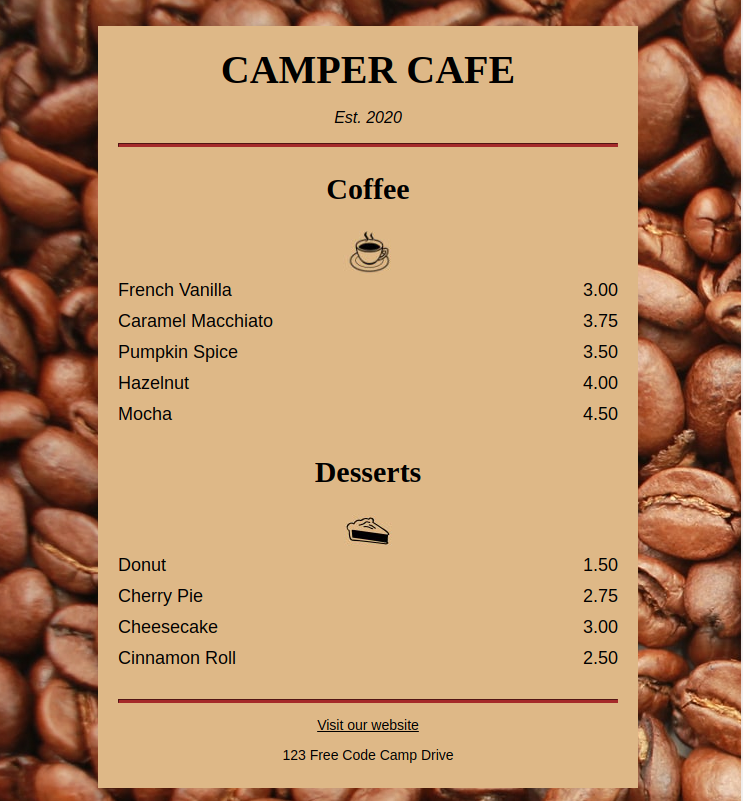 CAMPER CAFE
Est. 2020
Coffee
French Vanilla 3.00
Caramel Macchiato 3.75
Pumpkin Spice 3.50
Hazelnut 4.00
Mocha 4.50
Desserts
Donut 1.50
Cherry Pie 2.75
Cheesecake 3.00
Cinnamon Roll 2.50
Visit our website
123 Free Code Camp Drive